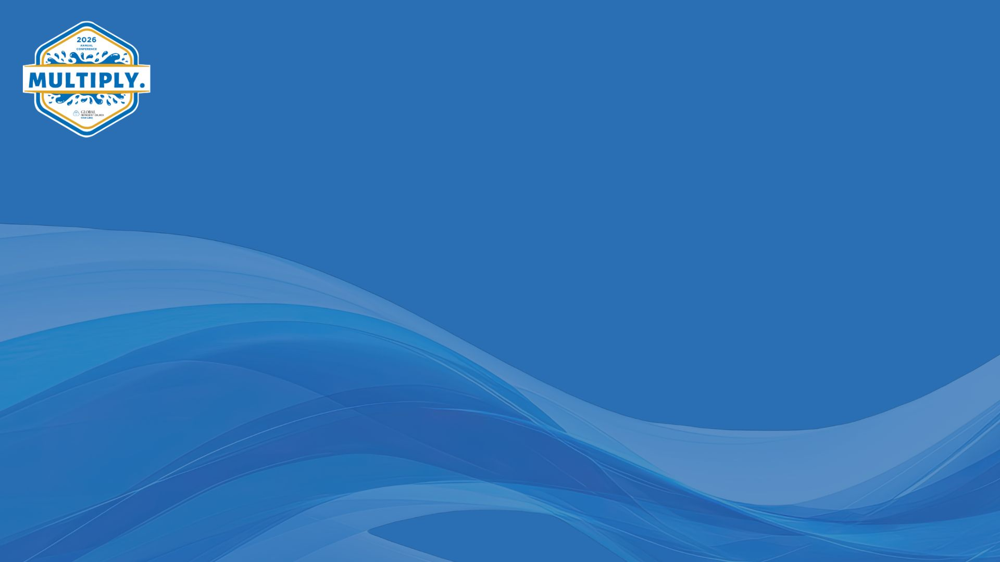 2026
ANNUAL
CONFERENCE
MULTIPLY.
GLOBAL
METHODIST CHURCH
Great Lakes